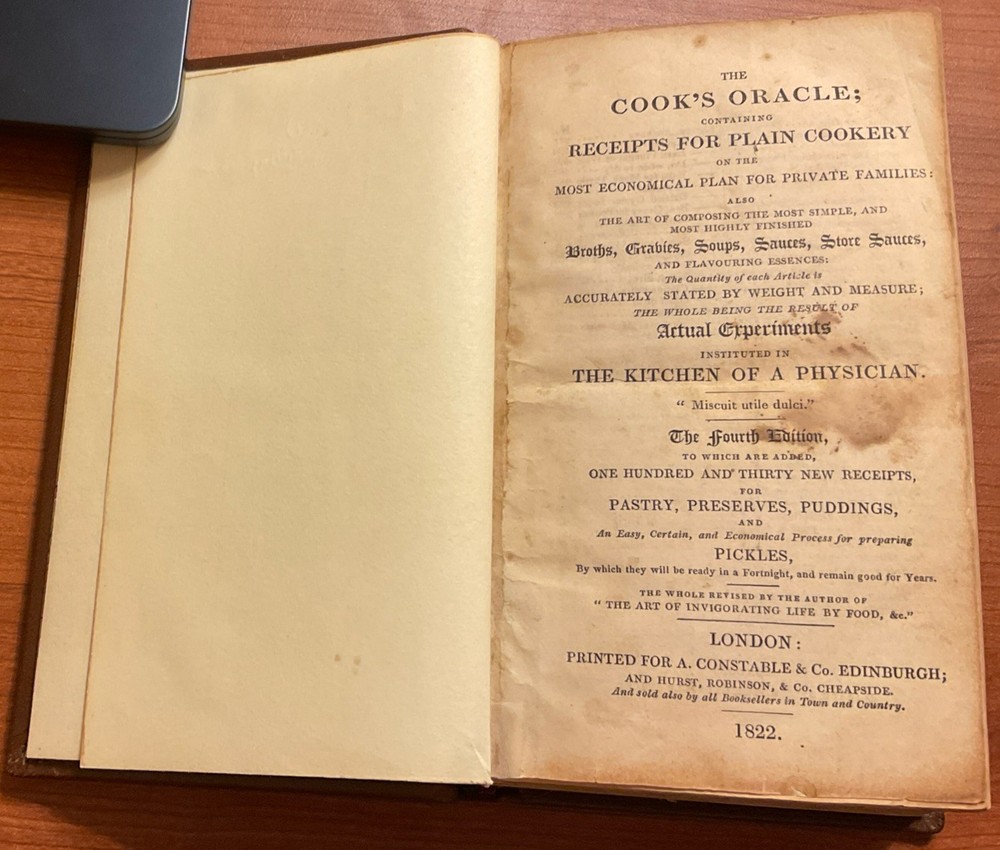 THE
COOK'S ORACLE;
CONTAINING
RECEIPTS FOR PLAIN COOKERY
ON THE
MOST ECONOMICAL PLAN FOR PRIVATE FAMILIES:
ALSO
THE ART OF COMPOSING THE MOST SIMPLE, AND
MOST HIGHLY FINISHED
Broths, Gravies, Soups, Sauces, Store Sauces,
AND FLAVOURING ESSENCES:
The Quantity of each Article is
ACCURATELY STATED BY WEIGHT AND MEASURE;
THE WHOLE BEING THE RESULT OF
Actual Experiments
INSTITUTED IN
THE KITCHEN OF A PHYSICIAN.
"Miscuit utile dulci."
The Fourth Edition,
TO WHICH ARE ADDED,
ONE HUNDRED AND THIRTY NEW RECEIPTS,
FOR
PASTRY, PRESERVES, PUDDINGS,
AND
An Easy, Certain, and Economical Process for preparing
PICKLES,
By which they will be ready in a Fortnight, and remain good for Years.
THE WHOLE REVISED BY THE AUTHOR OF
"THE ART OF INVIGORATING LIFE BY FOOD, &c."
LONDON:
PRINTED FOR A. CONSTABLE & Co. EDINBURGH;
AND HURST, ROBINSON, & Co. CHEAPSIDE.
And sold also by all Booksellers in Town and Country.
1822.